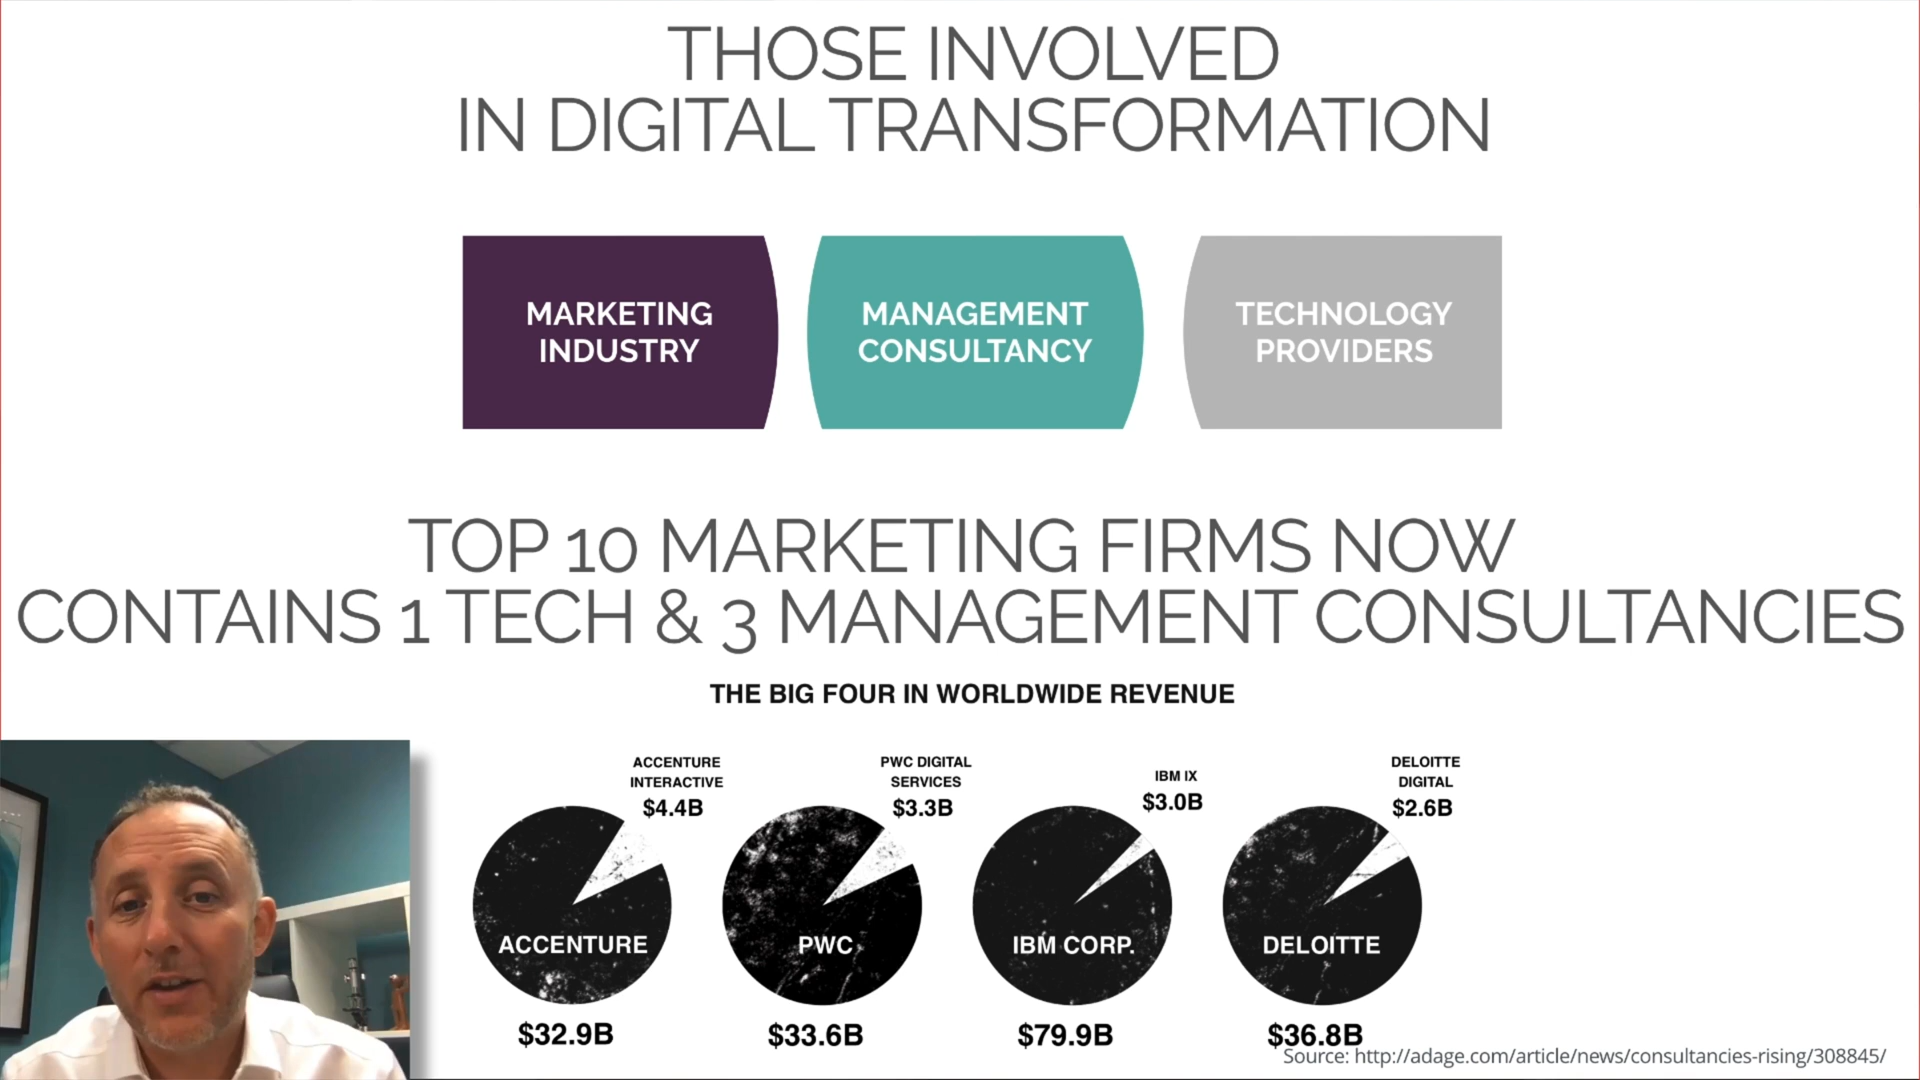 THOSE INVOLVED
IN DIGITAL TRANSFORMATION
MARKETING
INDUSTRY
MANAGEMENT
CONSULTANCY
TECHNOLOGY
PROVIDERS
TOP 10 MARKETING FIRMS NOW
CONTAINS 1 TECH & 3 MANAGEMENT CONSULTANCIES
THE BIG FOUR IN WORLDWIDE REVENUE
ACCENTURE
INTERACTIVE
$4.4B
ACCENTURE
$32.9B
PWC DIGITAL
SERVICES
$3.3B
PWC
$33.6B
IBM IX
$3.0B
IBM CORP.
$79.9B
DELOITTE
DIGITAL
$2.6B
DELOITTE
$36.8B
Source: http://adage.com/article/news/consultancies-rising/308845/